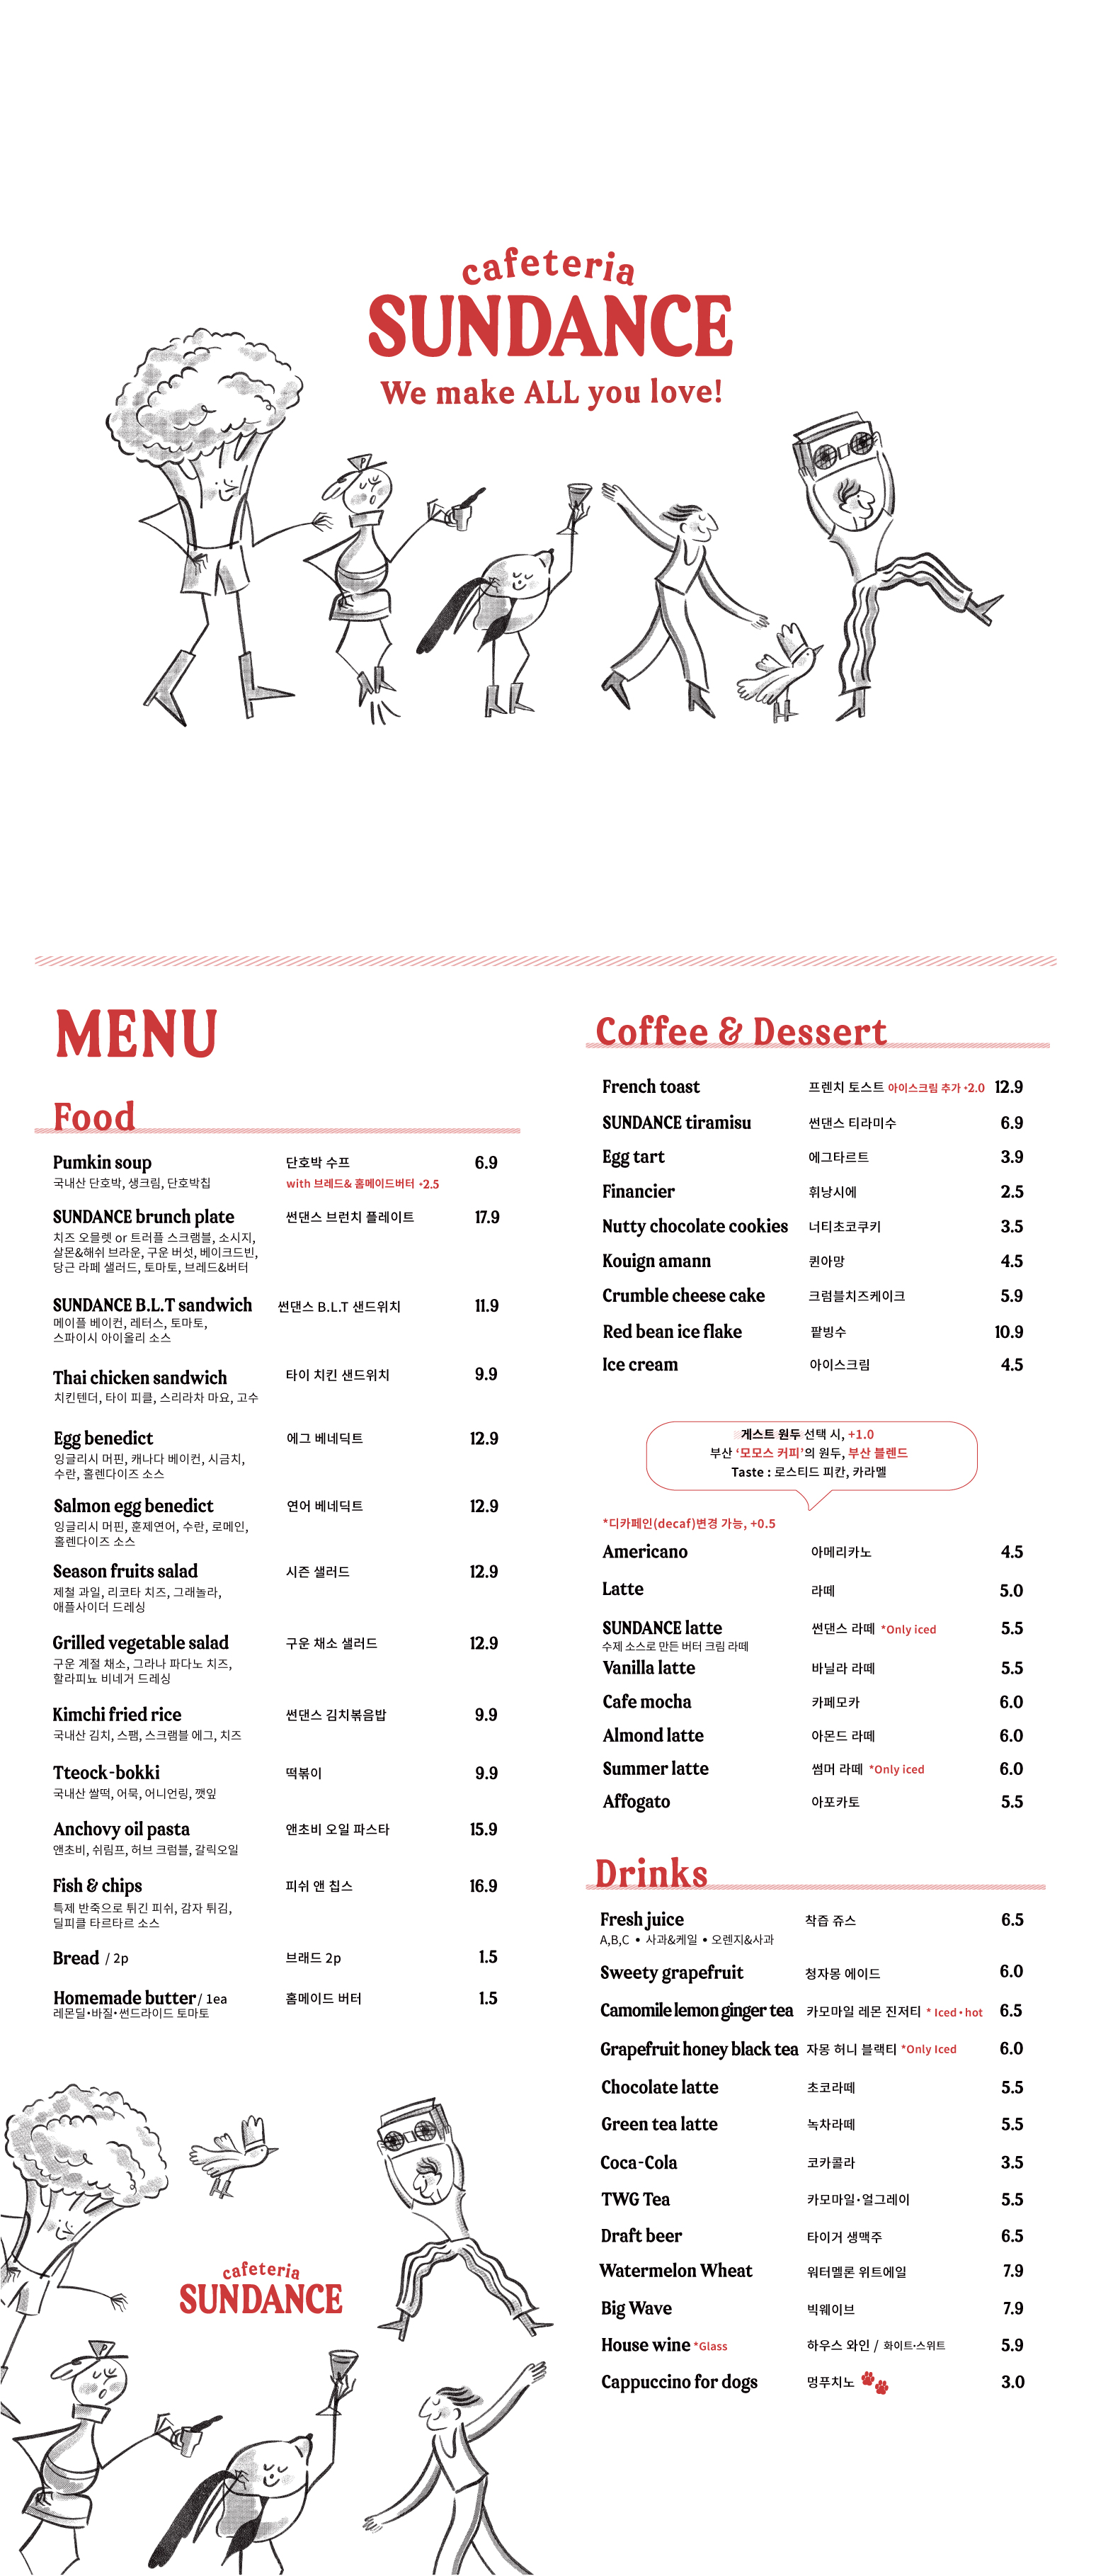 cafeteria
SUNDANCE
We make ALL you love!
MENU
Food
Pumkin soup 단호박 수프 6.9
국내산 단호박, 생크림, 단호박칩 with 브레드& 홈메이드버터 +2.5
SUNDANCE brunch plate 썬댄스 브런치 플레이트 17.9
치즈 오믈렛 or 트러플 스크램블, 소시지,
살몬&해쉬 브라운, 구운 버섯, 베이크드빈,
당근 라페 샐러드, 토마토, 브레드&버터
SUNDANCE B.L.T sandwich 썬댄스 B.L.T 샌드위치 11.9
메이플 베이컨, 레터스, 토마토,
스파이시 아이올리 소스
Thai chicken sandwich 타이 치킨 샌드위치 9.9
치킨텐더, 타이 피클, 스리라차 마요, 고수
Egg benedict 에그 베네딕트 12.9
잉글리시 머핀, 캐나다 베이컨, 시금치,
수란, 홀렌다이즈 소스
Salmon egg benedict 연어 베네딕트 12.9
잉글리시 머핀, 훈제연어, 수란, 로메인,
홀렌다이즈 소스
Season fruits salad 시즌 샐러드 12.9
제철 과일, 리코타 치즈, 그래놀라,
애플사이더 드레싱
Grilled vegetable salad 구운 채소 샐러드 12.9
구운 계절 채소, 그라나 파다노 치즈,
할라피뇨 비네거 드레싱
Kimchi fried rice 썬댄스 김치볶음밥 9.9
국내산 김치, 스팸, 스크램블 에그, 치즈
Tteock-bokki 떡볶이 9.9
국내산 쌀떡, 어묵, 어니언링, 깻잎
Anchovy oil pasta 앤초비 오일 파스타 15.9
앤초비, 쉬림프, 허브 크럼블, 갈릭오일
Fish & chips 피쉬 앤 칩스 16.9
특제 반죽으로 튀긴 피쉬, 감자 튀김,
딜피클 타르타르 소스
Bread / 2p 브래드 2p 1.5
Homemade butter / 1ea 홈메이드 버터 1.5
레몬딜•바질•썬드라이드 토마토
cafeteria
SUNDANCE
Coffee & Dessert
French toast 프렌치 토스트 아이스크림 추가 +2.0 12.9
SUNDANCE tiramisu 썬댄스 티라미수 6.9
Egg tart 에그타르트 3.9
Financier 휘낭시에 2.5
Nutty chocolate cookies 너티초코쿠키 3.5
Kouign amann 퀸아망 4.5
Crumble cheese cake 크럼블치즈케이크 5.9
Red bean ice flake 팥빙수 10.9
Ice cream 아이스크림 4.5
게스트 원두 선택 시, +1.0
부산 ‘모모스 커피’의 원두, 부산 블렌드
Taste : 로스티드 피칸, 카라멜
*디카페인(decaf)변경 가능, +0.5
Americano 아메리카노 4.5
Latte 라떼 5.0
SUNDANCE latte 썬댄스 라떼 *Only iced 5.5
수제 소스로 만든 버터 크림 라떼
Vanilla latte 바닐라 라떼 5.5
Cafe mocha 카페모카 6.0
Almond latte 아몬드 라떼 6.0
Summer latte 썸머 라떼 *Only iced 6.0
Affogato 아포카토 5.5
Drinks
Fresh juice 착즙 쥬스 6.5
A,B,C • 사과&케일 • 오렌지&사과
Sweety grapefruit 청자몽 에이드 6.0
Camomile lemon ginger tea 카모마일 레몬 진저티 * Iced • hot 6.5
Grapefruit honey black tea 자몽 허니 블랙티 *Only Iced 6.0
Chocolate latte 초코라떼 5.5
Green tea latte 녹차라떼 5.5
Coca-Cola 코카콜라 3.5
TWG Tea 카모마일•얼그레이 5.5
Draft beer 타이거 생맥주 6.5
Watermelon Wheat 워터멜론 위트에일 7.9
Big Wave 빅웨이브 7.9
House wine *Glass 하우스 와인 / 화이트•스위트 5.9
Cappuccino for dogs 멍푸치노 3.0